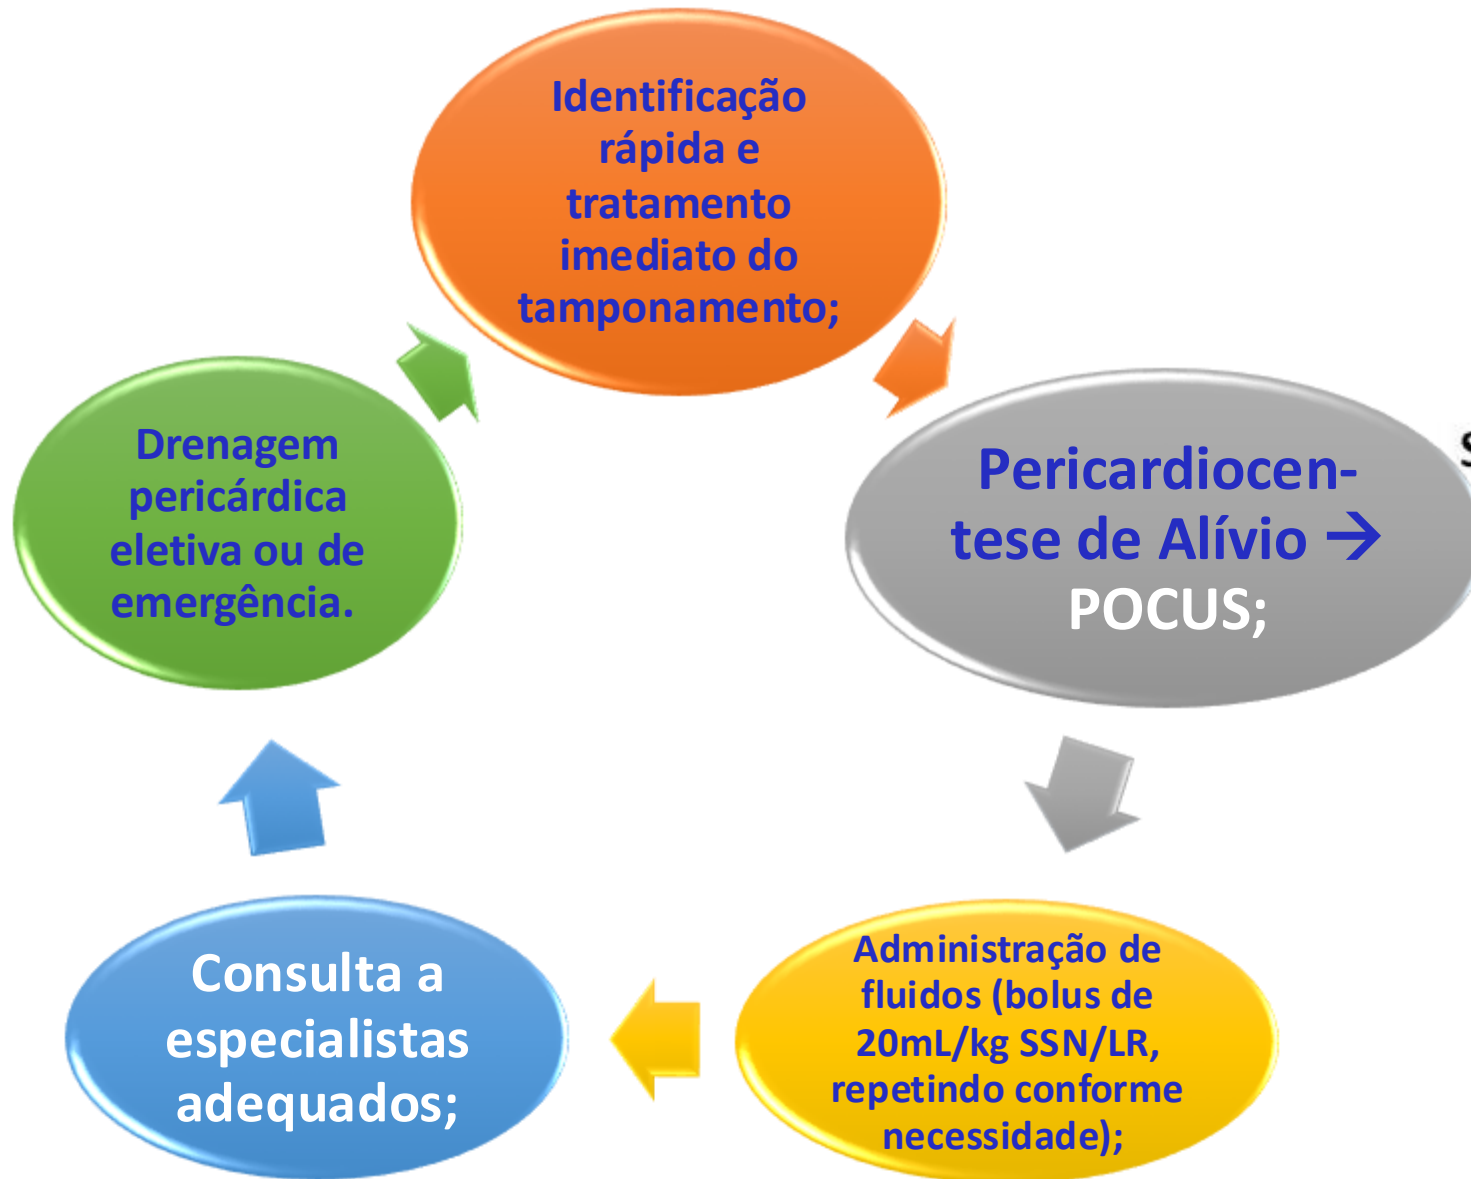 Identificação
rápida e
tratamento
imediato do
tamponamento;
Pericardiocen-
tese de Alívio →
POCUS;
Administração de
fluidos (bolus de
20mL/kg SSN/LR,
repetindo conforme
necessidade);
Consulta a
especialistas
adequados;
Drenagem
pericárdica
eletiva ou de
emergência.